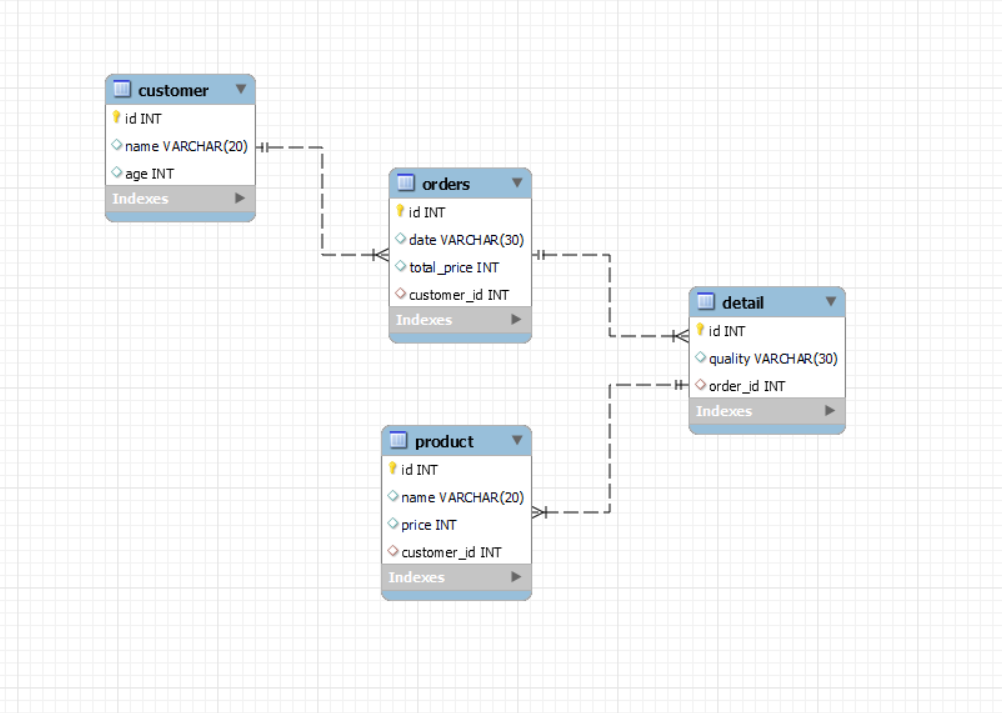 customer
id INT
name VARCHAR(20)
age INT
Indexes
orders
id INT
date VARCHAR(30)
total_price INT
customer_id INT
Indexes
detail
id INT
quality VARCHAR(30)
order_id INT
Indexes
product
id INT
name VARCHAR(20)
price INT
customer_id INT
Indexes